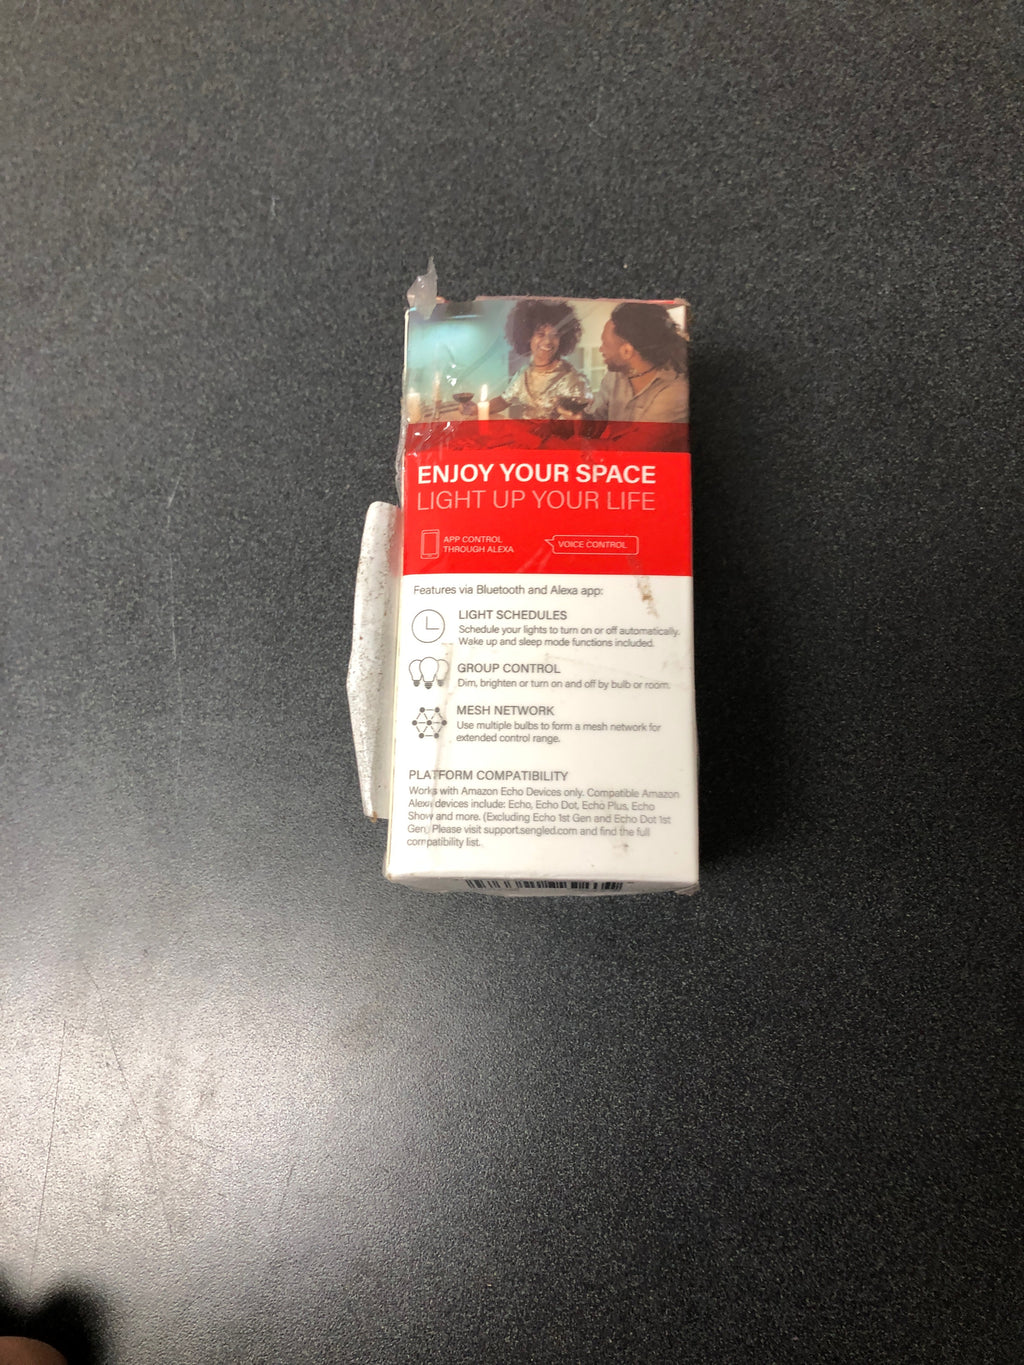 ENJOY YOUR SPACE
LIGHT UP YOUR LIFE
APP CONTROL
THROUGH ALEXA
VOICE CONTROL
Features via Bluetooth and Alexa app:
LIGHT SCHEDULES
Schedule your lights to turn on or off automatically.
Wake up and sleep mode functions included.
GROUP CONTROL
Dim, brighten or turn on and off by bulb or room.
MESH NETWORK
Use multiple bulbs to form a mesh network for
extended control range.
PLATFORM COMPATIBILITY
Works with Amazon Echo Devices only. Compatible Amazon
Alexa devices include: Echo, Echo Dot, Echo Plus, Echo
Show and more. (Excluding Echo 1st Gen and Echo Dot 1st
Gen) Please visit support.sengled.com and find the full
compatibility list.